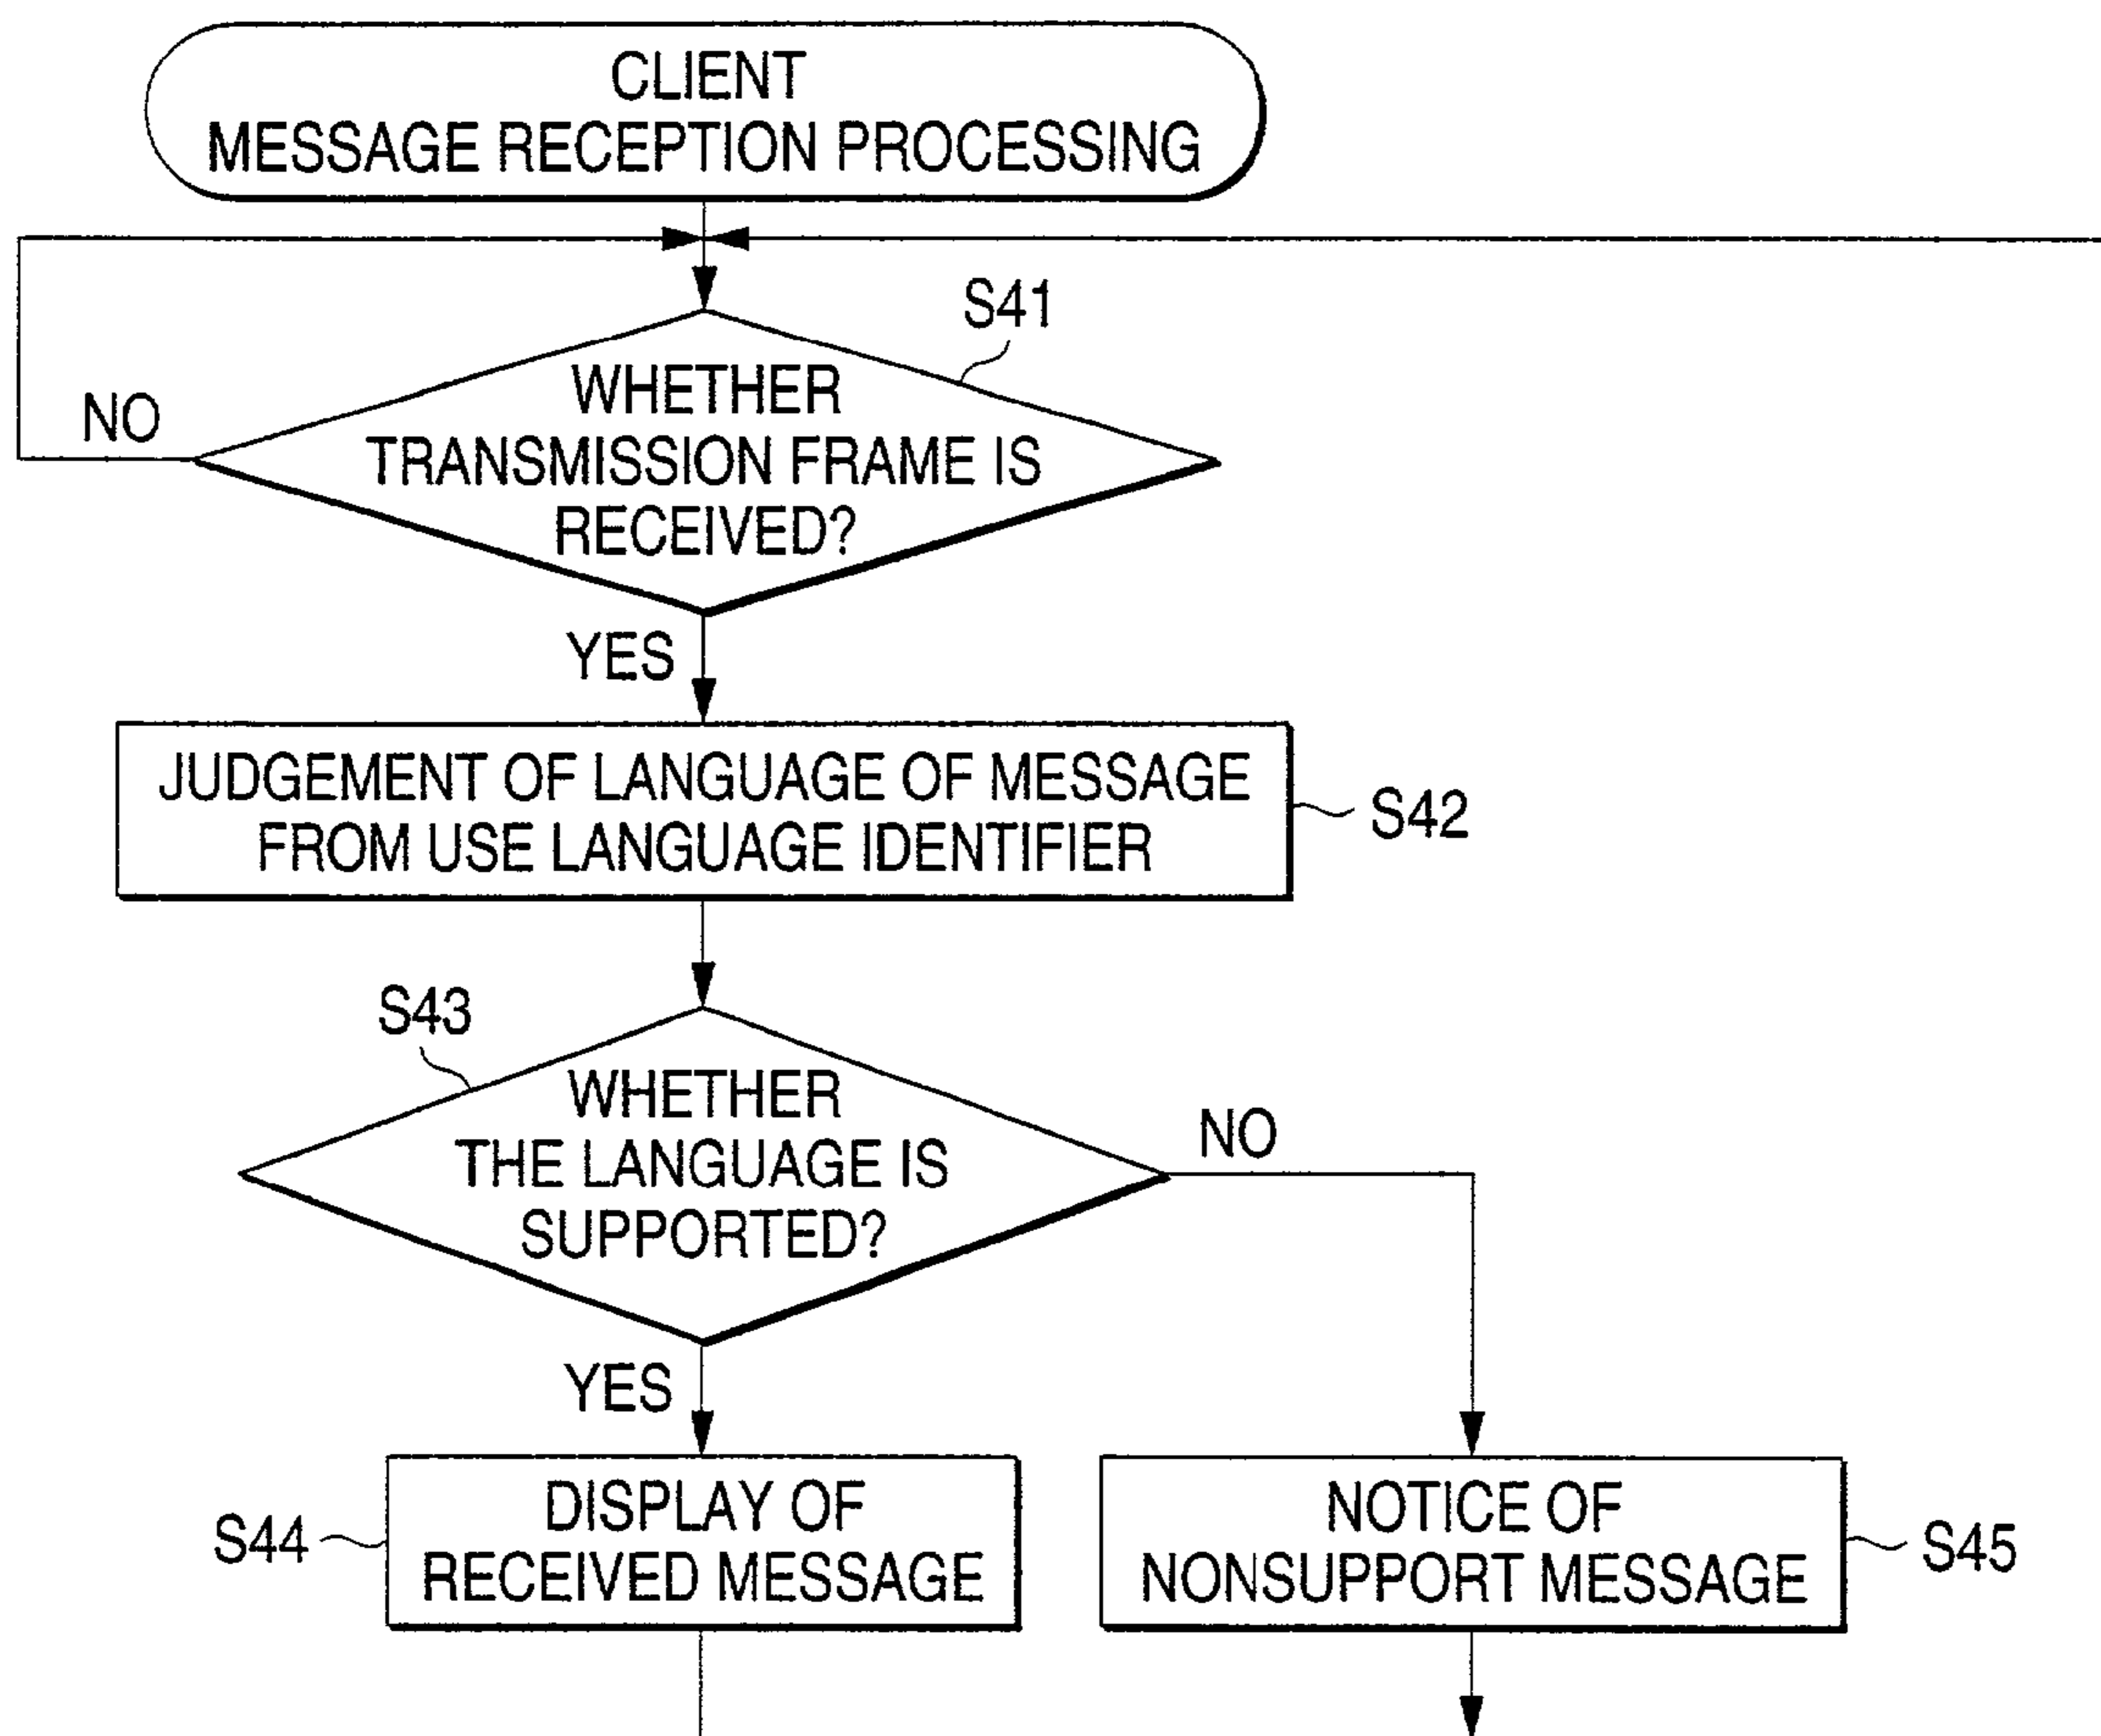 CLIENT
MESSAGE RECEPTION PROCESSING
S41
WHETHER
TRANSMISSION FRAME IS
RECEIVED?
NO
YES
JUDGEMENT OF LANGUAGE OF MESSAGE
FROM USE LANGUAGE IDENTIFIER
S42
S43
WHETHER
THE LANGUAGE IS
SUPPORTED?
NO
YES
S44
DISPLAY OF
RECEIVED MESSAGE
NOTICE OF
NONSUPPORT MESSAGE
S45